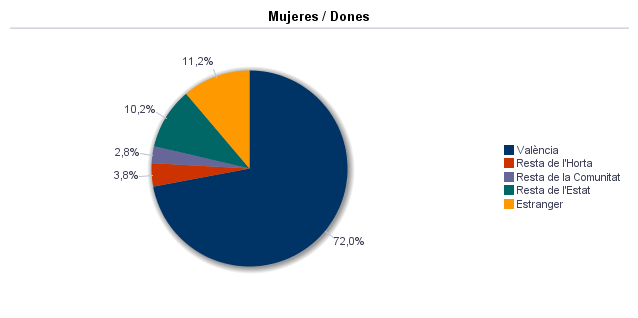 Mujeres / Dones
11,2%
10,2%
2,8%
3,8%
72,0%
València
Resta de l'Horta
Resta de la Comunitat
Resta de l'Estat
Estranger